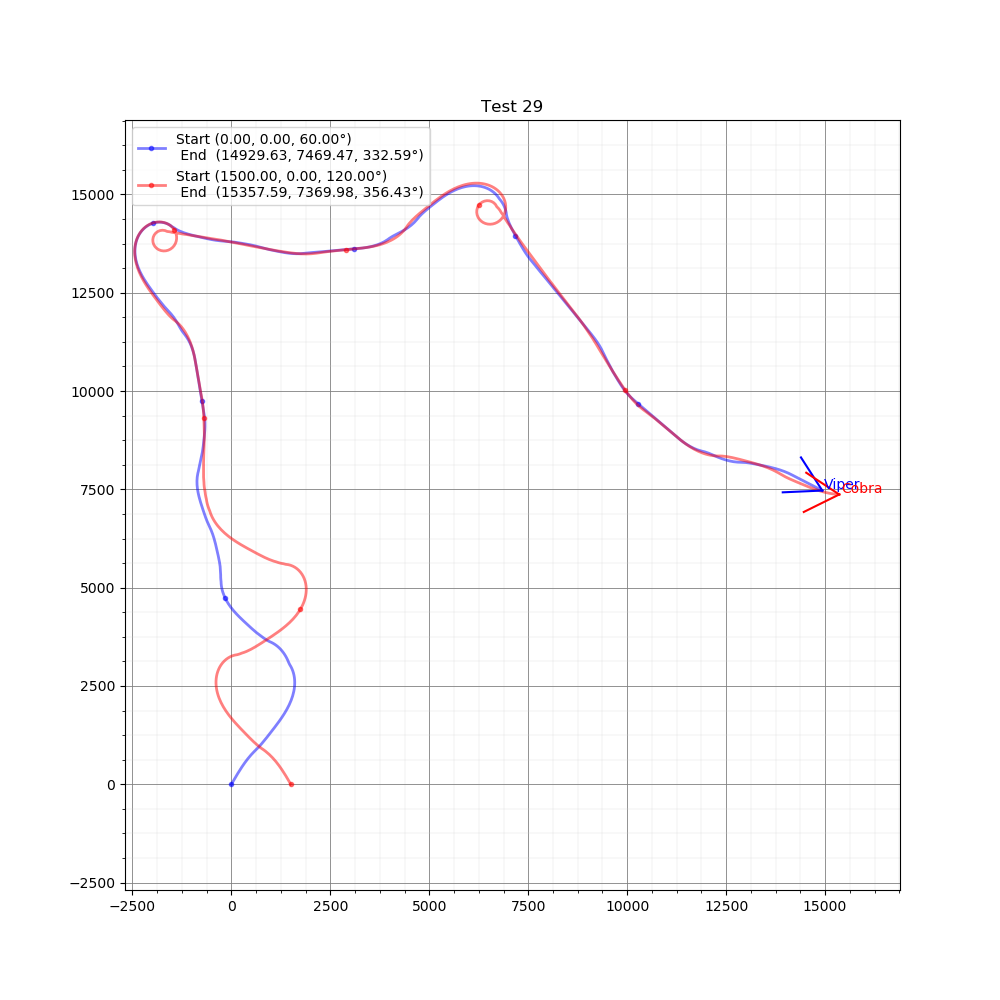 Test 29
Start (0.00, 0.00, 60.00°)
End (14929.63, 7469.47, 332.59°)
Start (1500.00, 0.00, 120.00°)
End (15357.59, 7369.98, 356.43°)
15000
12500
10000
7500
5000
2500
0
−2500
Viper
Cobra
−2500 0 2500 5000 7500 10000 12500 15000